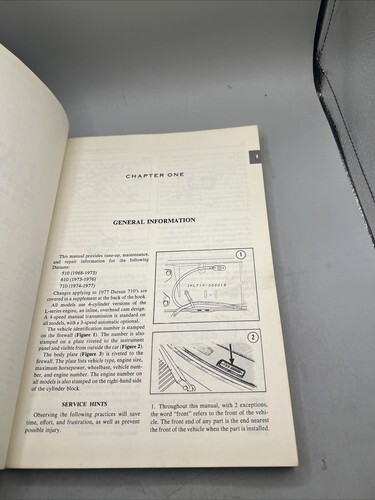 1
CHAPTER ONE
GENERAL INFORMATION
This manual provides tune-up, maintenance,
and repair information for the following
Datsuns:
510 (1968-1973)
610 (1973-1976)
710 (1974-1977)
Changes applying to 1977 Datsun 710's are
covered in a supplement at the back of the book.
All models use 4-cylinder versions of the
L-series engine, an inline, overhead cam design.
A 4-speed manual transmission is standard on
all models, with a 3-speed automatic optional.
The vehicle identification number is stamped
on the firewall (Figure 1). The number is also
stamped on a plate riveted to the instrument
panel and visible from outside the car (Figure 2).
The body plate (Figure 3) is riveted to the
firewall. The plate lists vehicle type, engine size,
maximum horsepower, wheelbase, vehicle num-
ber, and engine number. The engine number on
all models is also stamped on the right-hand side
of the cylinder block.
SERVICE HINTS
Observing the following practices will save
time, effort, and frustration, as well as prevent
possible injury.
1
2
1. Throughout this manual, with 2 exceptions,
the word "front" refers to the front of the vehi-
cle. The front end of any part is the end nearest
the front of the vehicle when the part is installed.